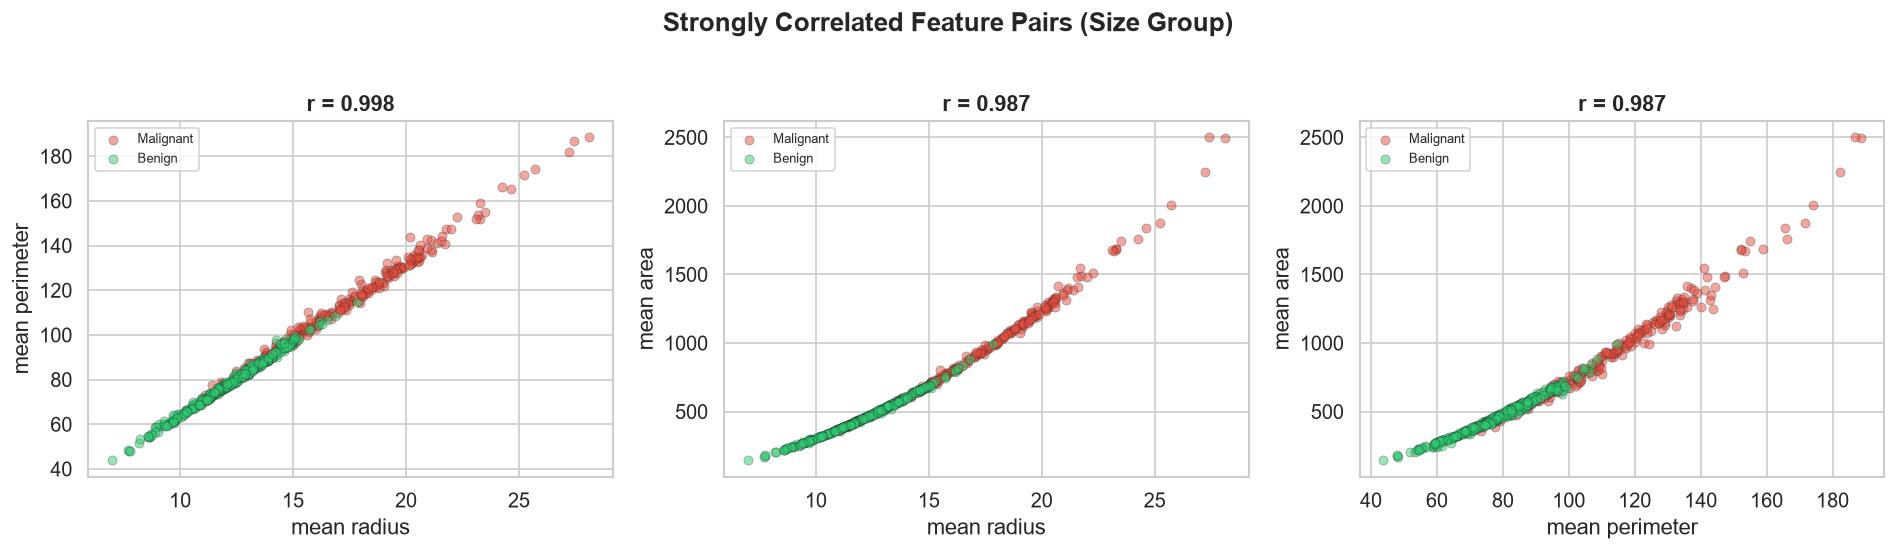 Strongly Correlated Feature Pairs (Size Group)
r = 0.998
Malignant
Benign
180
160
140
120
100
80
60
40
mean perimeter
10 15 20 25
mean radius
r = 0.987
Malignant
Benign
2500
2000
1500
1000
500
mean area
10 15 20 25
mean radius
r = 0.987
Malignant
Benign
2500
2000
1500
1000
500
mean area
40 60 80 100 120 140 160 180
mean perimeter